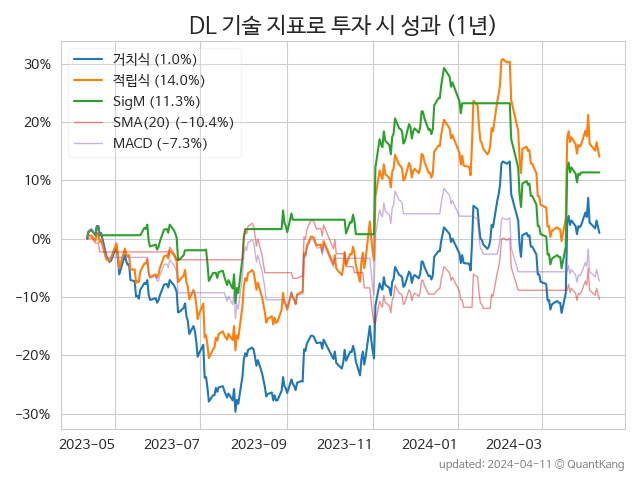 DL 기술 지표로 투자 시 성과 (1년)
거치식 (1.0%)
적립식 (14.0%)
SigM (11.3%)
SMA(20) (−10.4%)
MACD (−7.3%)
30%
20%
10%
0%
−10%
−20%
−30%
2023-05 2023-07 2023-09 2023-11 2024-01 2024-03
updated: 2024-04-11 © QuantKang